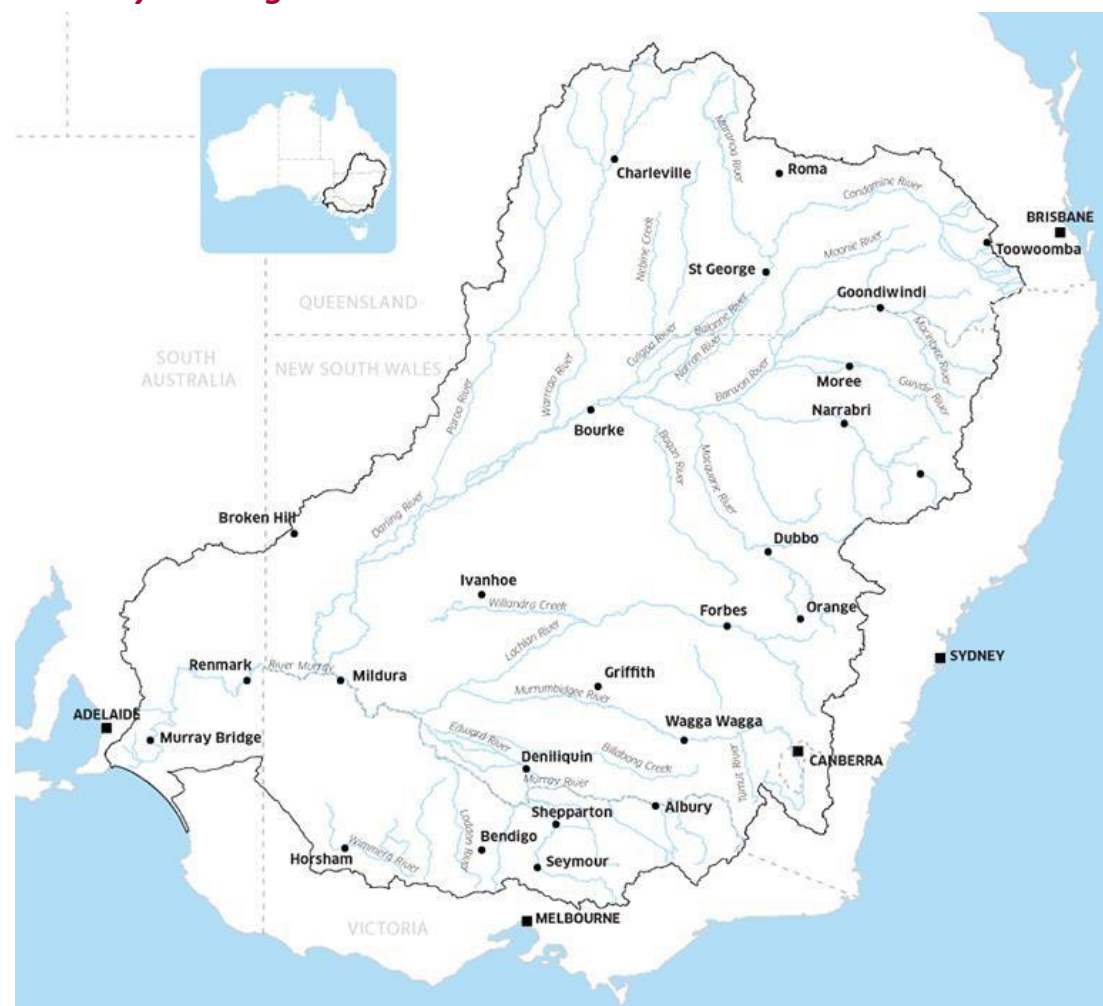 Charleville
Maranoa River
Roma
Condamine River
BRISBANE
Toowoomba
Nebine Creek
Moonie River
St George
Goondiwindi
QUEENSLAND
Culgoa River
Balonne River
Narran River
Macintyre River
SOUTH
AUSTRALIA
NEW SOUTH WALES
Paroo River
Warrego River
Barwon River
Moree
Gwydir River
Narrabri
Bourke
Bogan River
Macquarie River
Darling River
Broken Hill
Dubbo
Ivanhoe
Willandra Creek
Forbes
Orange
Lachlan River
SYDNEY
Renmark
River Murray
Mildura
Griffith
Murrumbidgee River
ADELAIDE
Murray Bridge
Wagga Wagga
Edward River
Billabong Creek
Deniliquin
CANBERRA
Tumut River
Murray River
Albury
Shepparton
Loddon River
Bendigo
Horsham
Wimmera River
Seymour
MELBOURNE
VICTORIA